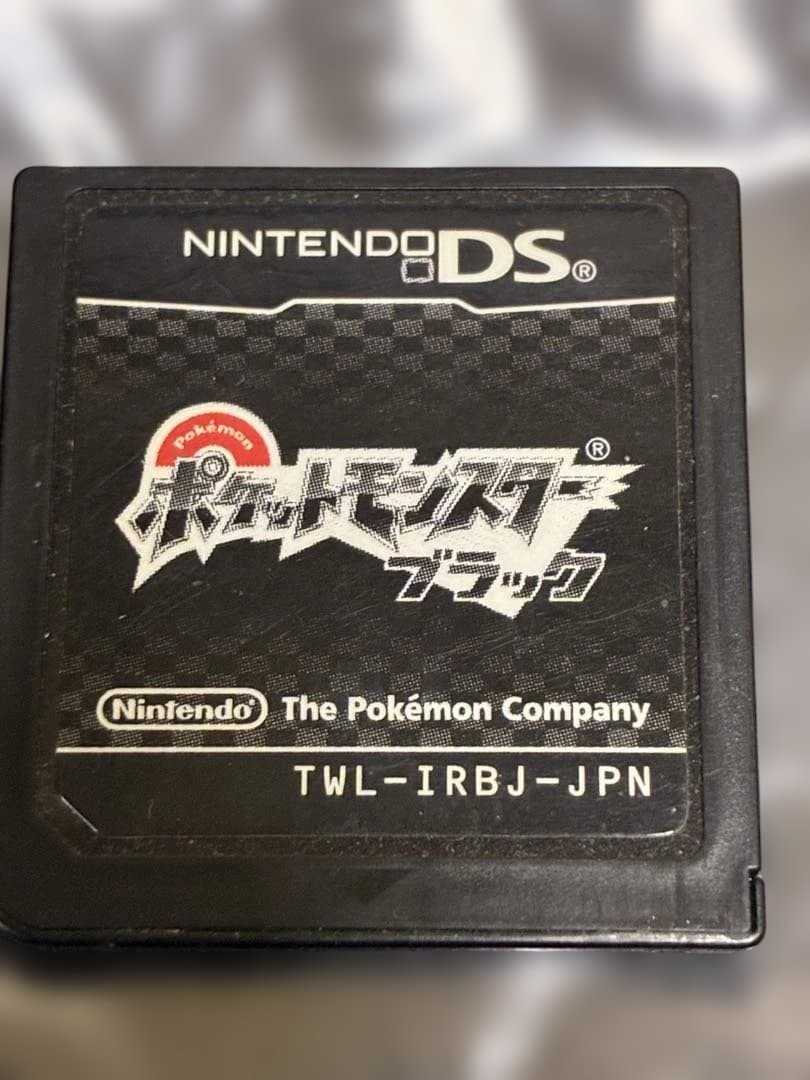 NINTENDO DS®
Pokémon
ポケットモンスター®
ブラック
Nintendo® The Pokémon Company
TWL-IRBJ-JPN